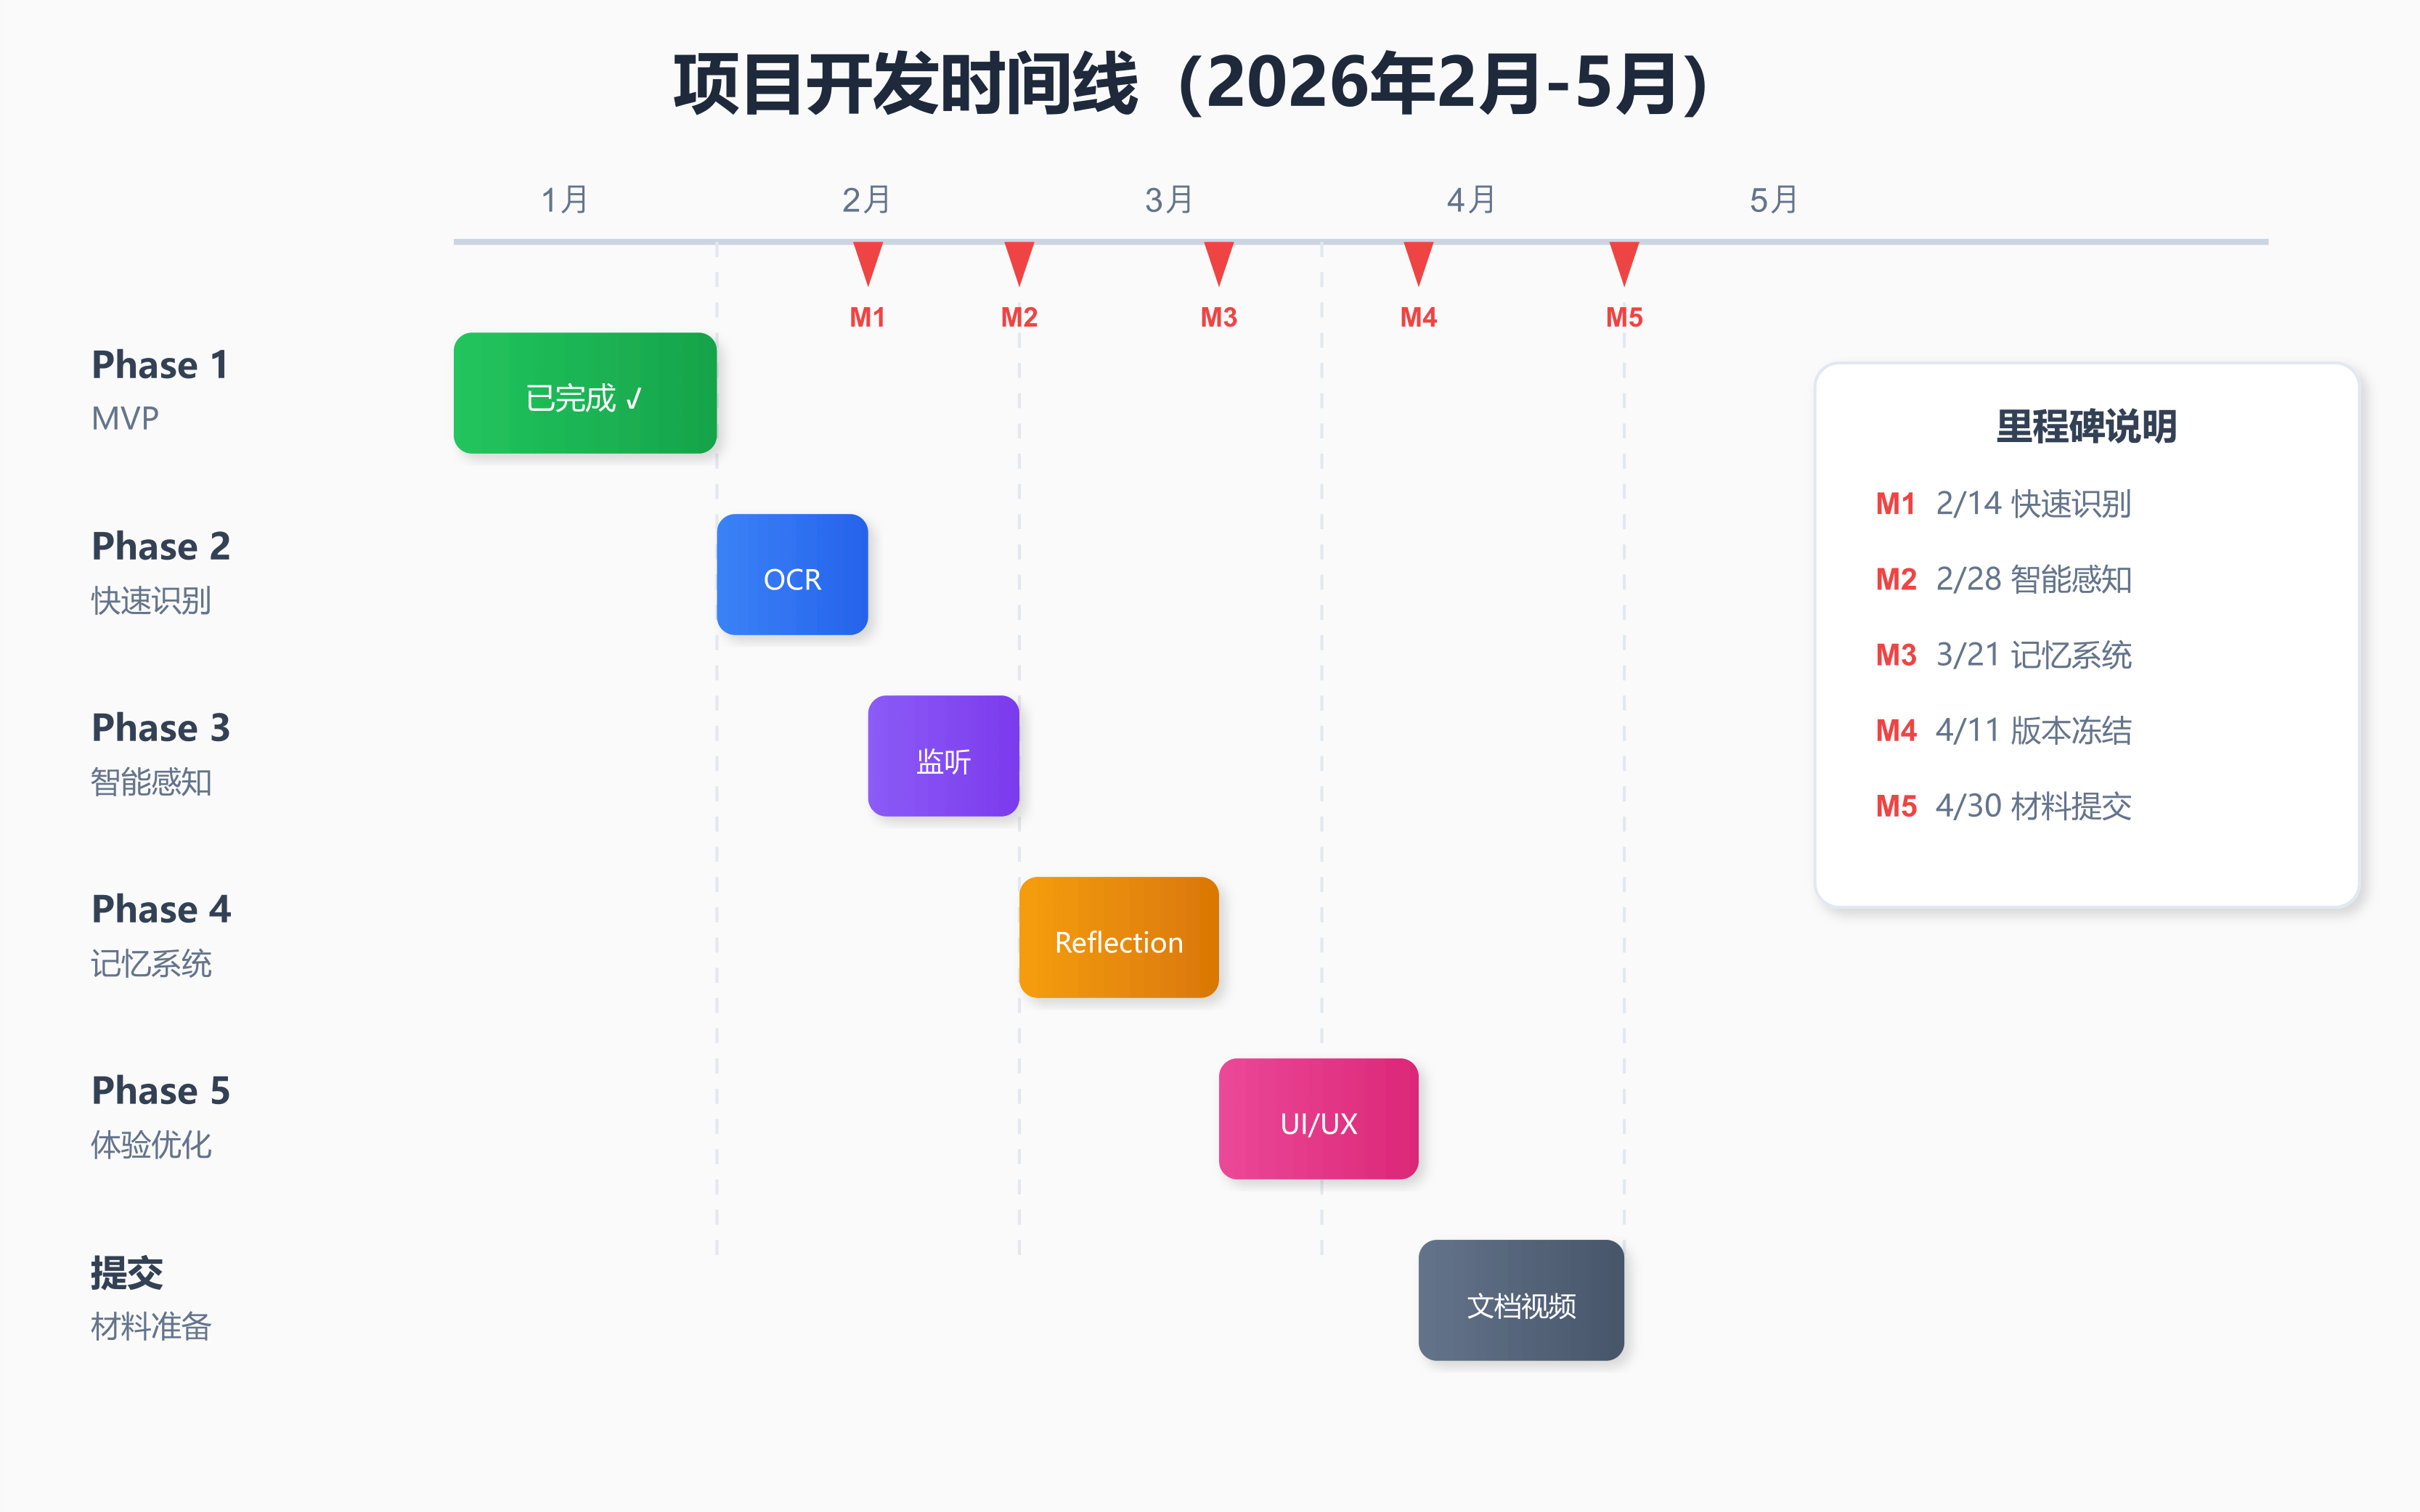 项目开发时间线（2026年2月-5月）
1月 2月 3月 4月 5月
M1 M2 M3 M4 M5
Phase 1
MVP
已完成 ✓
Phase 2
快速识别
OCR
Phase 3
智能感知
监听
Phase 4
记忆系统
Reflection
Phase 5
体验优化
UI/UX
提交
材料准备
文档视频
里程碑说明
M1 2/14 快速识别
M2 2/28 智能感知
M3 3/21 记忆系统
M4 4/11 版本冻结
M5 4/30 材料提交